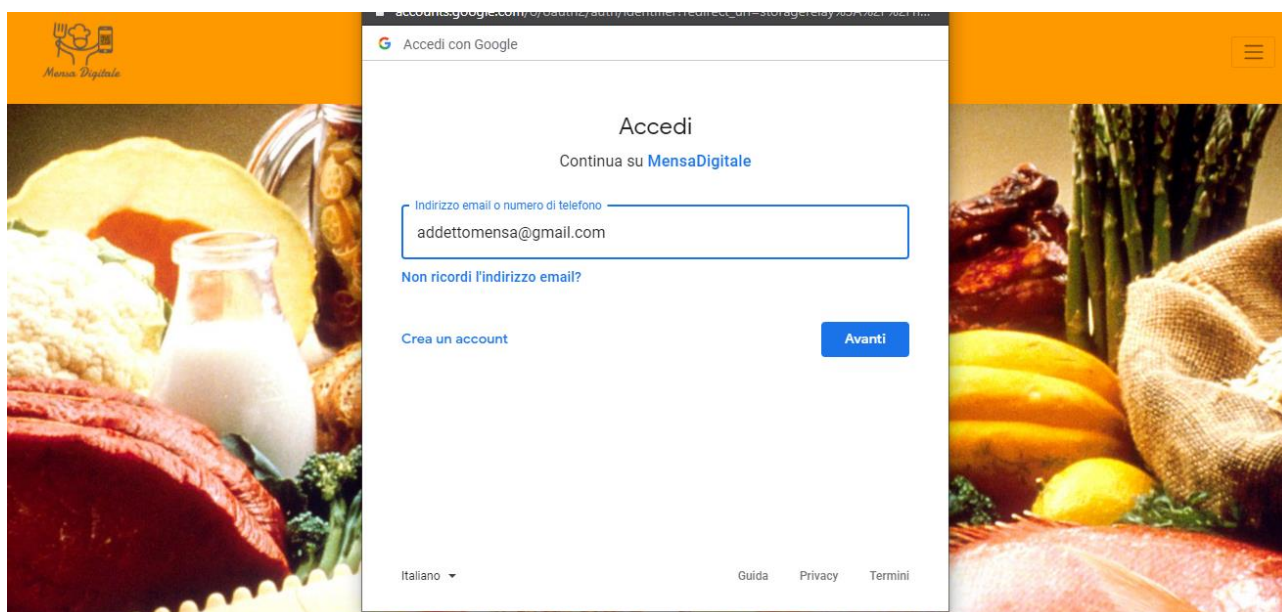 Accedi con Google
Mensa Digitale
Accedi
Continua su MensaDigitale
Indirizzo email o numero di telefono
addettomensa@gmail.com
Non ricordi l'indirizzo email?
Crea un account
Avanti
Italiano
Guida Privacy Termini